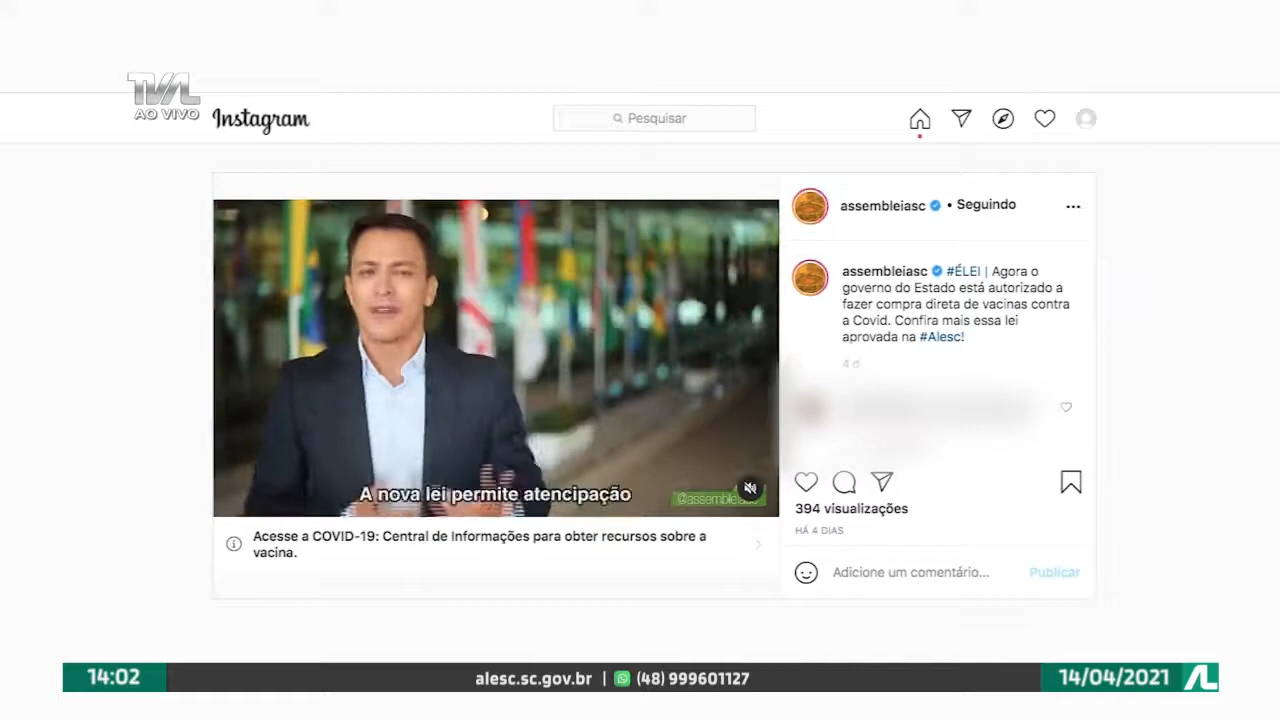 TVAL
AO VIVO
Instagram
Pesquisar
assembleiasc • Seguindo
assembleiasc #ÉLEI | Agora o
governo do Estado está autorizado a
fazer compra direta de vacinas contra
a Covid. Confira mais essa lei
aprovada na #Alesc!
4 d
A nova lei permite atencipação
@assembleiasc
Acesse a COVID-19: Central de Informações para obter recursos sobre a
vacina.
394 visualizações
HÁ 4 DIAS
Adicione um comentário...
Publicar
14:02
alesc.sc.gov.br | (48) 999601127
14/04/2021
AL